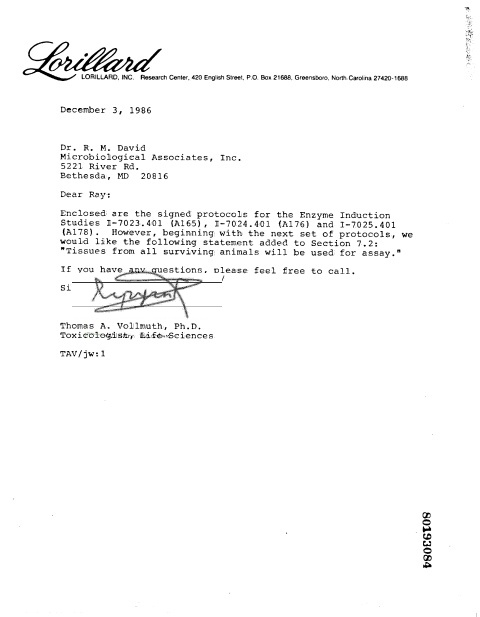 Lorillard
LORILLARD, INC. Research Center, 420 English Street, P.O. Box 21688, Greensboro, North Carolina 27420-1688
December 3, 1986
Dr. R. M. David
Microbiological Associates, Inc.
5221 River Rd.
Bethesda, MD 20816
Dear Ray:
Enclosed are the signed protocols for the Enzyme Induction
Studies I-7023.401 (A165), I-7024.401 (A176) and I-7025.401
(A178). However, beginning with the next set of protocols, we
would like the following statement added to Section 7.2:
"Tissues from all surviving animals will be used for assay."
If you have any questions, please feel free to call.
Si
Thomas A. Vollmuth, Ph.D.
Toxicologist, Life Sciences
TAV/jw:1
80193084